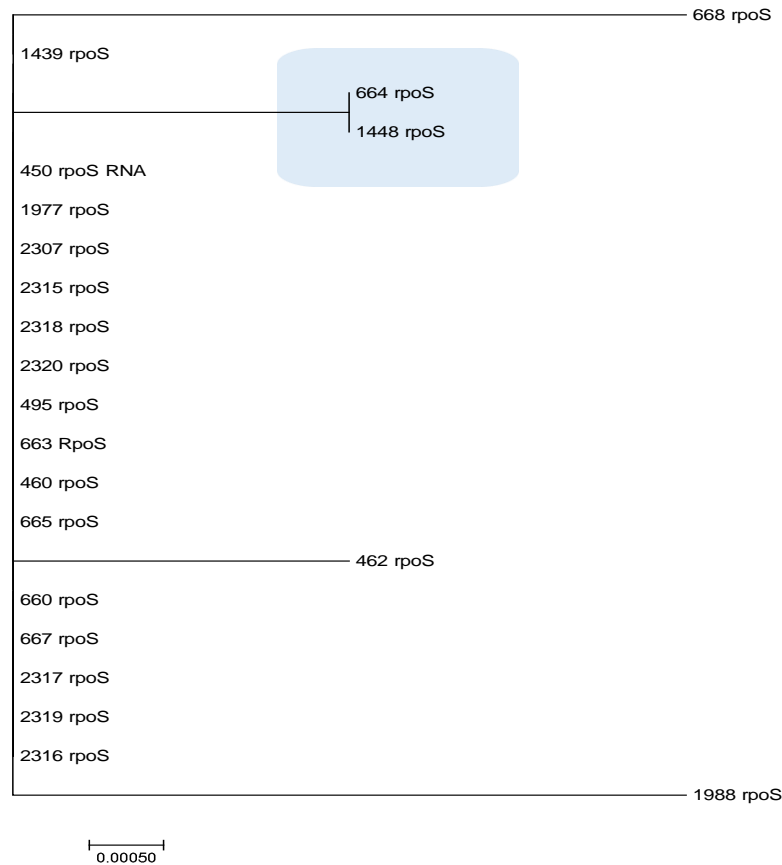 668 rpoS
1439 rpoS
664 rpoS
1448 rpoS
450 rpoS RNA
1977 rpoS
2307 rpoS
2315 rpoS
2318 rpoS
2320 rpoS
495 rpoS
663 RpoS
460 rpoS
665 rpoS
462 rpoS
660 rpoS
667 rpoS
2317 rpoS
2319 rpoS
2316 rpoS
1988 rpoS
0.00050